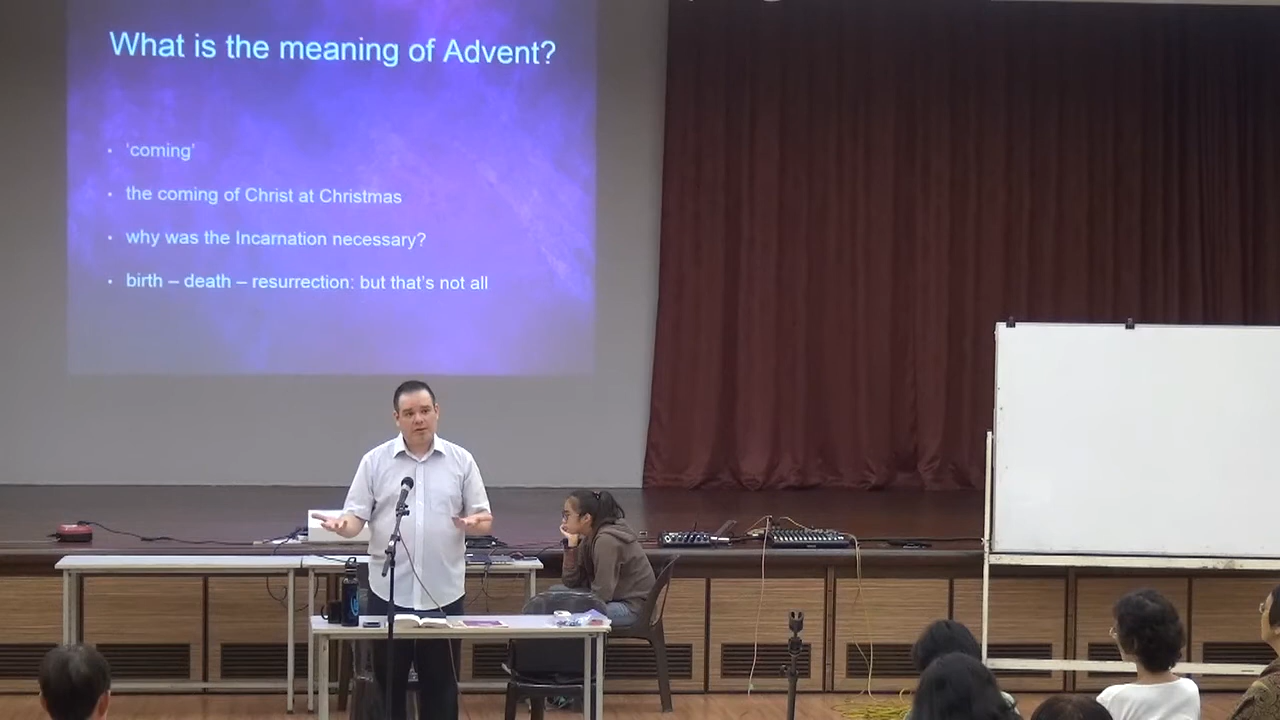 What is the meaning of Advent?
• 'coming'
• the coming of Christ at Christmas
• why was the Incarnation necessary?
• birth – death – resurrection: but that's not all